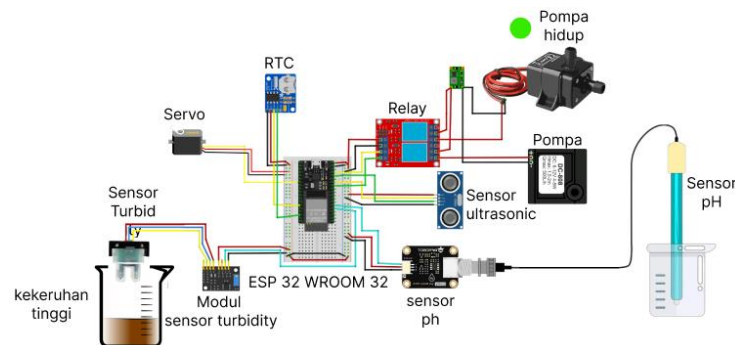 Pompa
hidup
RTC
Relay
Servo
Pompa
Sensor
Turbid
Sensor
ultrasonic
Sensor
pH
kekeruhan
tinggi
Modul
sensor turbidity
ESP 32 WROOM 32
sensor
ph